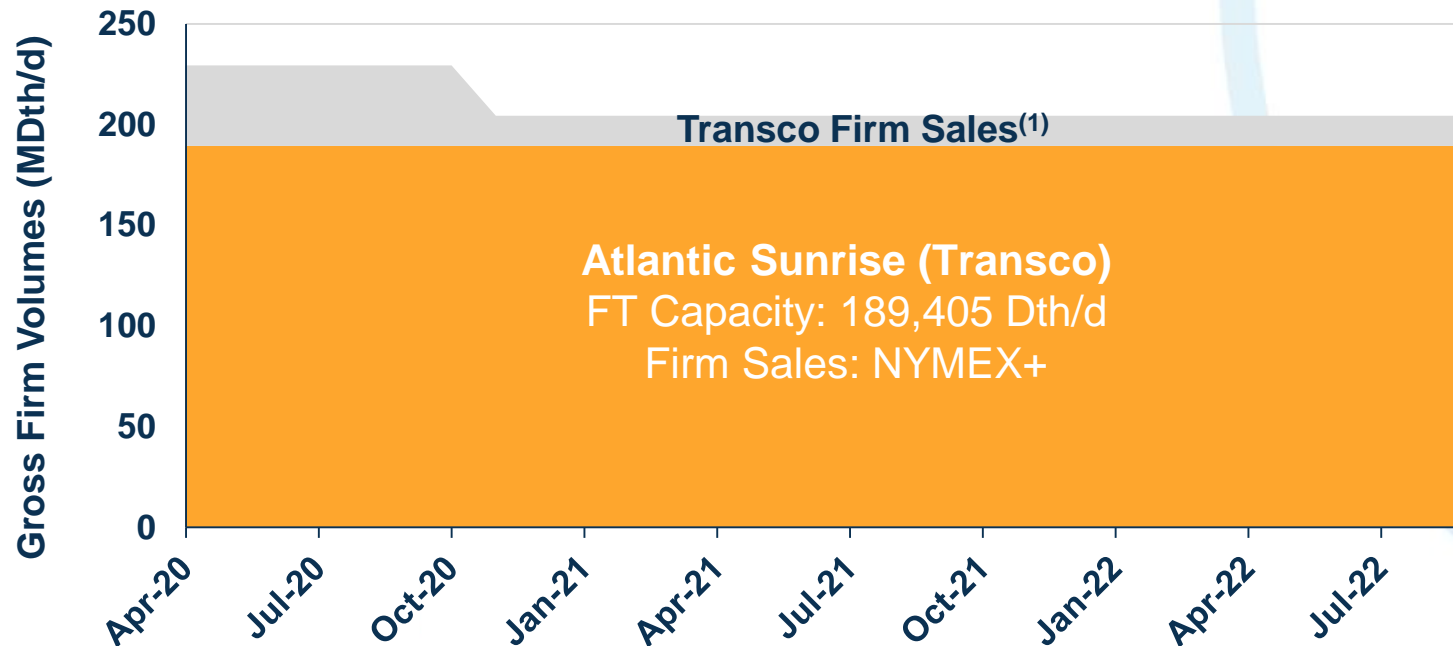 Gross Firm Volumes (MDth/d)
250
200
150
100
50
0
Transco Firm Sales(1)
Atlantic Sunrise (Transco)
FT Capacity: 189,405 Dth/d
Firm Sales: NYMEX+
Apr-20
Jul-20
Oct-20
Jan-21
Apr-21
Jul-21
Oct-21
Jan-22
Apr-22
Jul-22